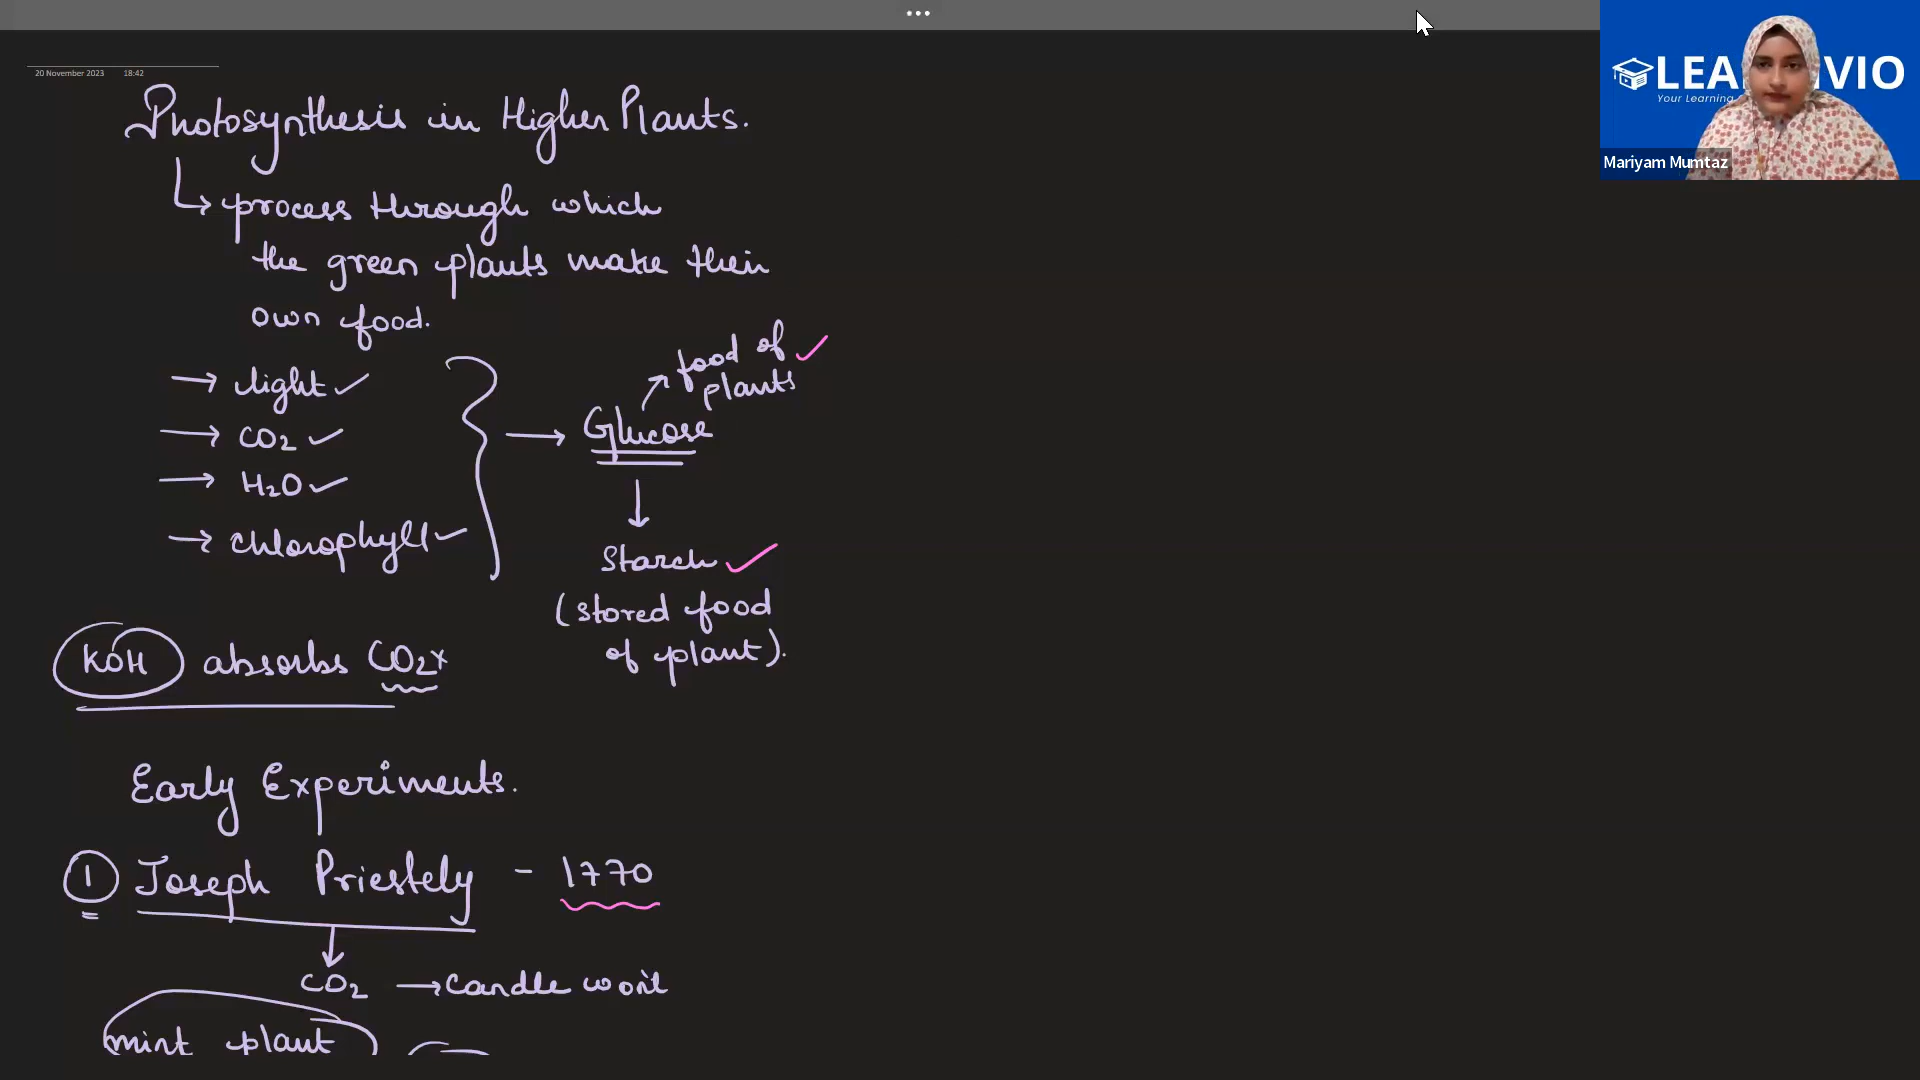 •••
LEA VIO
Your Learning
Mariyam Mumtaz
20 November 2023 18:42
Photosynthesis in Higher Plants.
process through which
the green plants make their
own food.
→ light ✓
→ CO2 ✓
→ H2O ✓
→ chlorophyll ✓
→ Glucose
food of ✓
plants
Starch ✓
(stored food
of plant).
KOH absorbs CO2 x
Early Experiments.
1 Joseph Priestely - 1770
CO2 → candle won't
mint plant